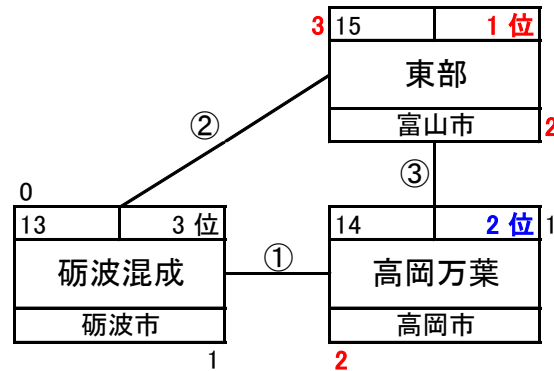 3 15 1 位
東部
富山市 2
②
③
0
13 3 位
14 2 位 1
砺波混成
①
高岡万葉
砺波市
高岡市
1
2